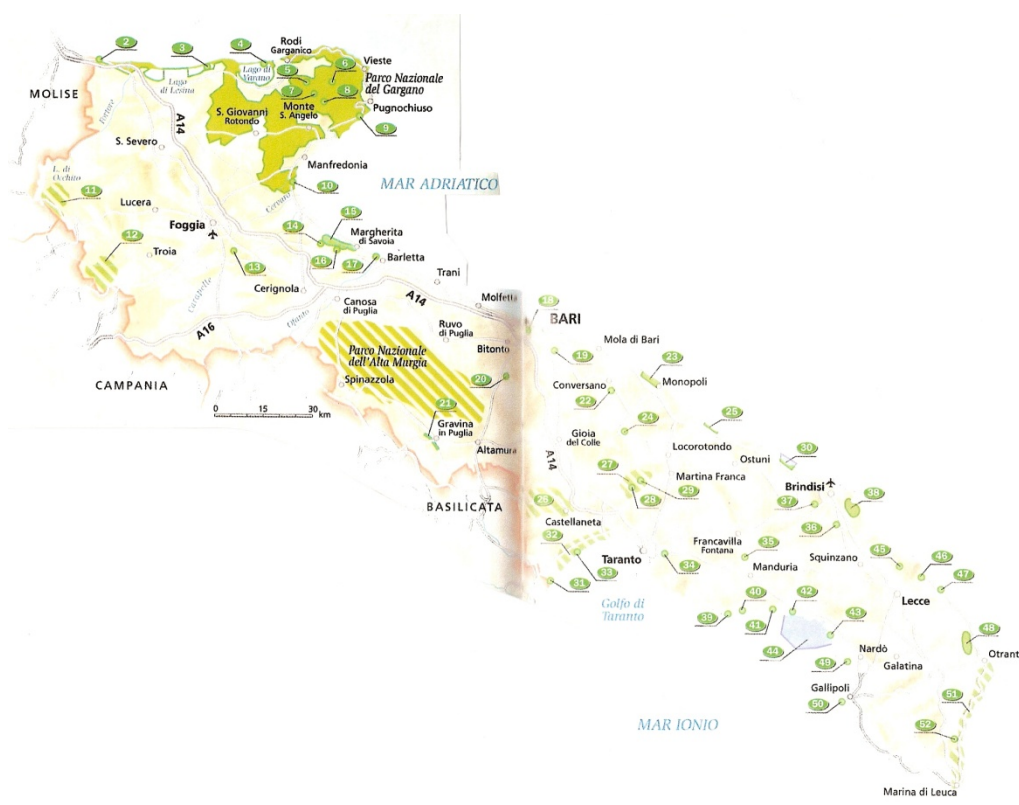 2
3
4
Rodi
Garganico
Vieste
MOLISE
Lago
di Lesina
Lago di
Varano
5
6
Parco Nazionale
del Gargano
Fortore
A14
7
8
S. Giovanni
Rotondo
Monte
S. Angelo
Pugnochiuso
9
S. Severo
Manfredonia
L. di
Occhito
10
MAR ADRIATICO
11
Lucera
Cervaro
Foggia
15
14
Margherita
di Savoia
12
Troia
13
16
17
Barletta
Carapelle
Cerignola
Trani
Ofanto
Canosa
di Puglia
A14
Molfetta
18
BARI
A16
Ruvo
di Puglia
Mola di Bari
Parco Nazionale
dell'Alta Murgia
Bitonto
19
23
CAMPANIA
Spinazzola
20
Conversano
22
Monopoli
0 15 30 km
21
Gravina
in Puglia
24
25
Altamura
Gioia
del Colle
A14
Locorotondo
Ostuni
30
27
Martina Franca
29
28
Brindisi
37
38
BASILICATA
26
Castellaneta
36
32
Francavilla
Fontana
35
33
Taranto
34
Manduria
Squinzano
45
46
47
31
Golfo di
Taranto
39
40
41
42
43
Lecce
44
48
Nardò
49
Galatina
Otrant
Gallipoli
50
51
MAR IONIO
52
Marina di Leuca